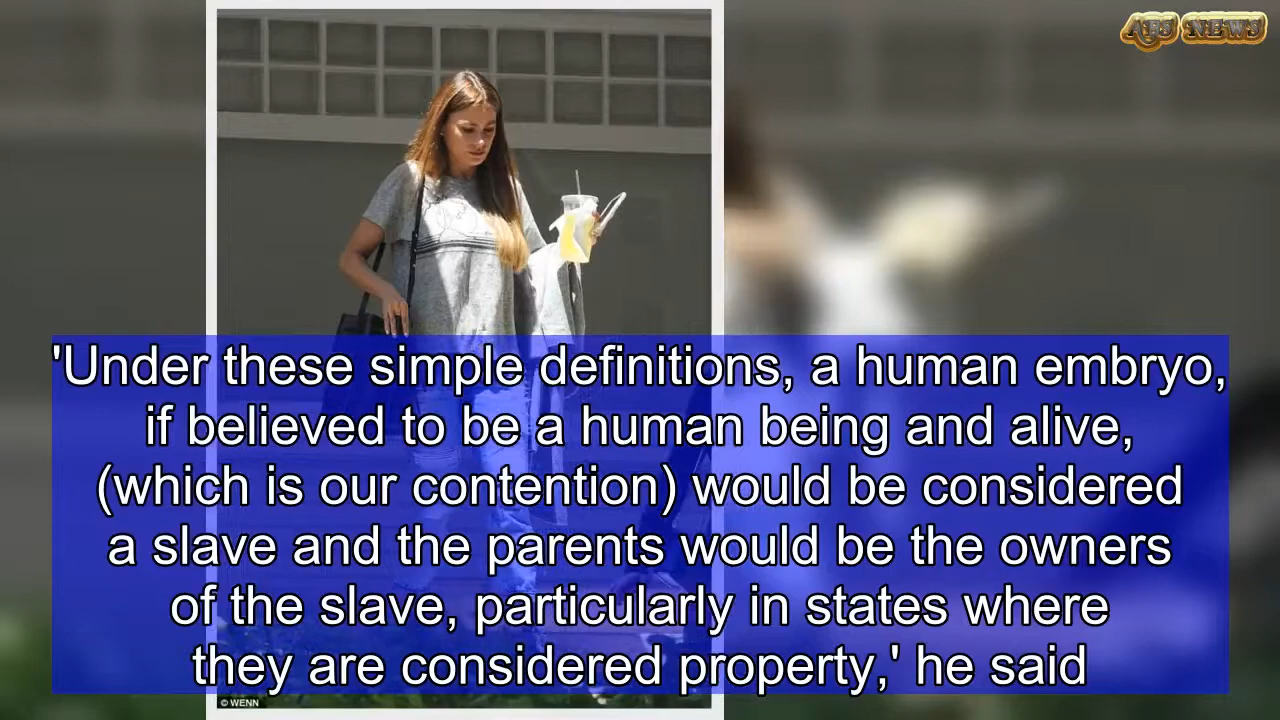 AFS NEWS
'Under these simple definitions, a human embryo,
if believed to be a human being and alive,
(which is our contention) would be considered
a slave and the parents would be the owners
of the slave, particularly in states where
they are considered property,' he said
© WENN